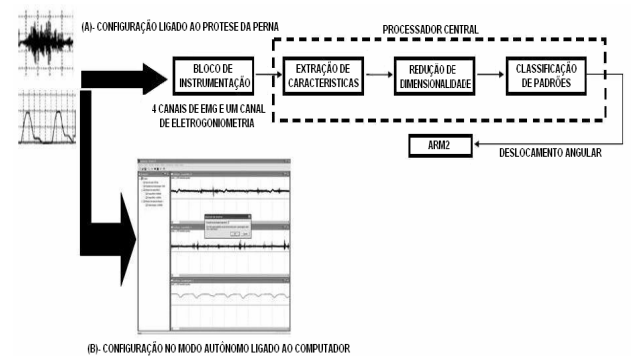 (A)- CONFIGURAÇÃO LIGADO AO PROTESE DA PERNA
PROCESSADOR CENTRAL
BLOCO DE
INSTRUMENTAÇÃO
EXTRAÇÃO DE
CARACTERISTICAS
REDUÇÃO DE
DIMENSIONALIDADE
CLASSIFICAÇÃO
DE PADRÕES
4 CANAIS DE EMG E UM CANAL
DE ELETROGONIOMETRIA
ARM2
DESLOCAMENTO ANGULAR
(B)- CONFIGURAÇÃO NO MODO AUTÔNOMO LIGADO AO COMPUTADOR